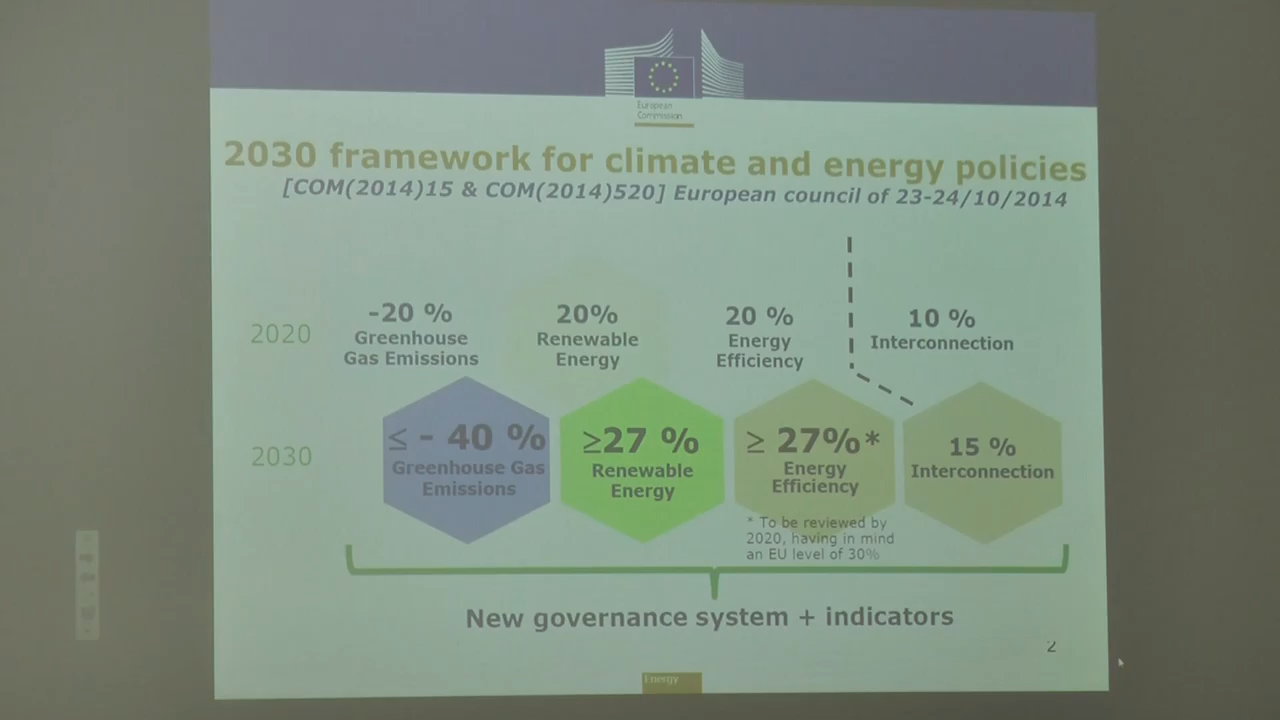 European
Commission
2030 framework for climate and energy policies
[COM(2014)15 & COM(2014)520] European council of 23-24/10/2014
2020
-20 %
Greenhouse
Gas Emissions
20%
Renewable
Energy
20 %
Energy
Efficiency
10 %
Interconnection
2030
≤ - 40 %
Greenhouse Gas
Emissions
≥27 %
Renewable
Energy
≥ 27%*
Energy
Efficiency
* To be reviewed by
2020, having in mind
an EU level of 30%
15 %
Interconnection
New governance system + indicators
2
Energy